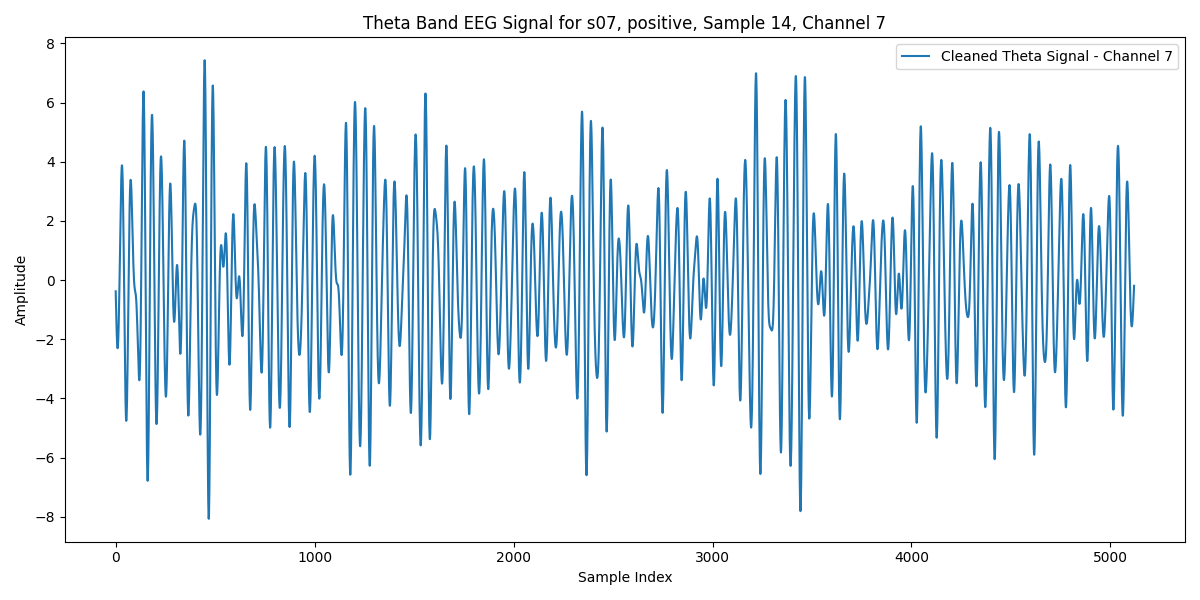 Theta Band EEG Signal for s07, positive, Sample 14, Channel 7
Cleaned Theta Signal - Channel 7
8
6
4
2
0
−2
−4
−6
−8
Amplitude
0 1000 2000 3000 4000 5000
Sample Index